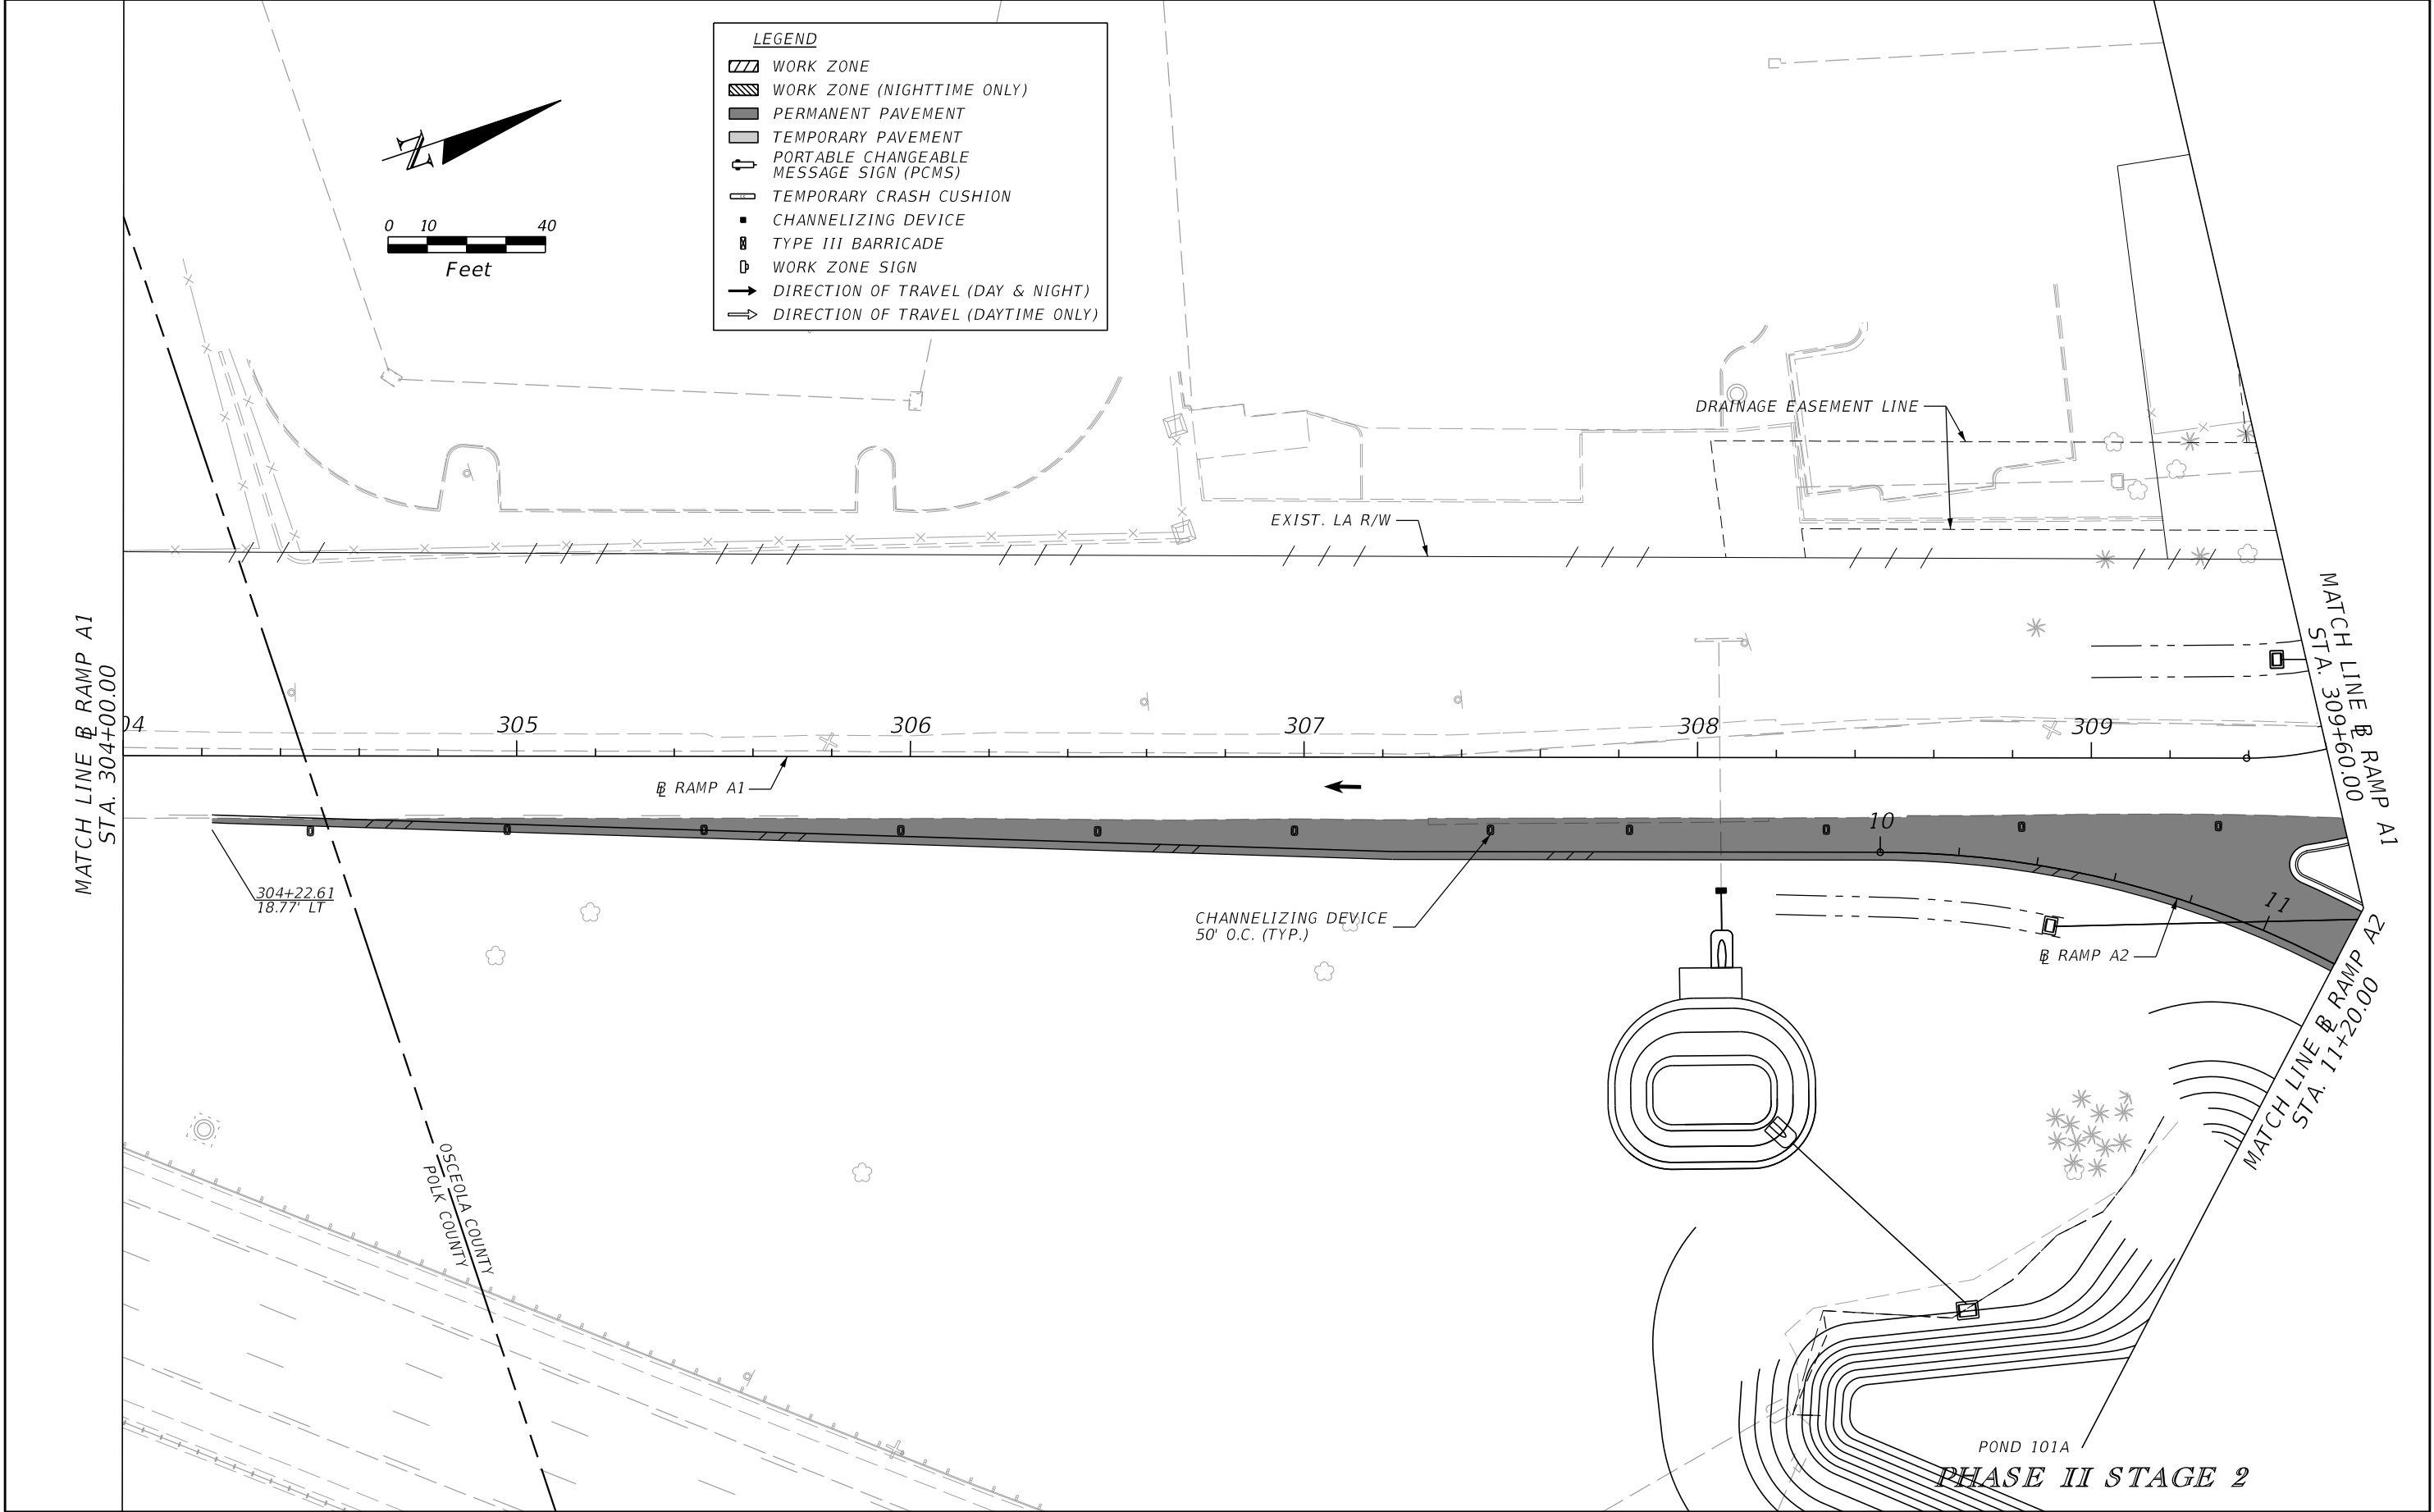 LEGEND
WORK ZONE
WORK ZONE (NIGHTTIME ONLY)
PERMANENT PAVEMENT
TEMPORARY PAVEMENT
PORTABLE CHANGEABLE
MESSAGE SIGN (PCMS)
TEMPORARY CRASH CUSHION
CHANNELIZING DEVICE
TYPE III BARRICADE
WORK ZONE SIGN
DIRECTION OF TRAVEL (DAY & NIGHT)
DIRECTION OF TRAVEL (DAYTIME ONLY)
N
0 10 40
Feet
DRAINAGE EASEMENT LINE
EXIST. LA R/W
MATCH LINE BL RAMP A1
STA. 304+00.00
04 305 306 307 308 309
BL RAMP A1
MATCH LINE BL RAMP A1
STA. 309+60.00
10
11
304+22.61
18.77' LT
CHANNELIZING DEVICE
50' O.C. (TYP.)
BL RAMP A2
MATCH LINE BL RAMP A2
STA. 11+20.00
OSCEOLA COUNTY
POLK COUNTY
POND 101A
PHASE II STAGE 2